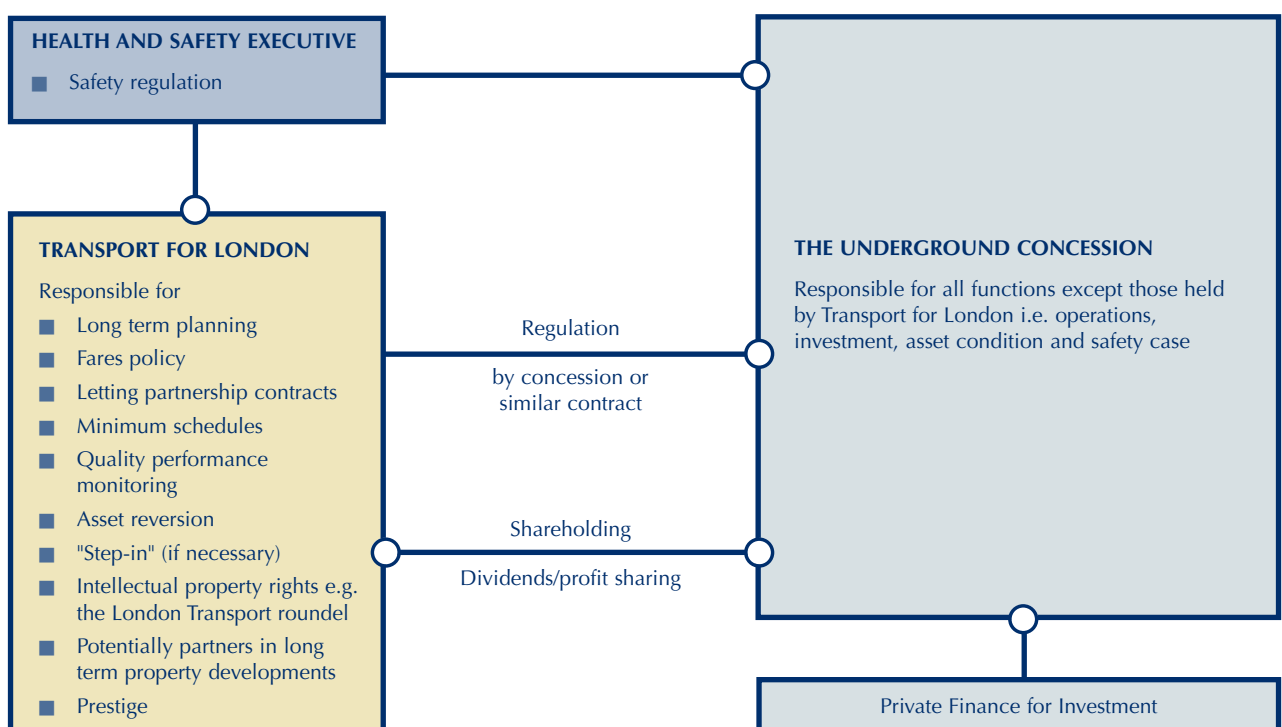 HEALTH AND SAFETY EXECUTIVE
Safety regulation
TRANSPORT FOR LONDON
Responsible for
Long term planning
Fares policy
Letting partnership contracts
Minimum schedules
Quality performance
monitoring
Asset reversion
"Step-in" (if necessary)
Intellectual property rights e.g.
the London Transport roundel
Potentially partners in long
term property developments
Prestige
Regulation
by concession or
similar contract
Shareholding
Dividends/profit sharing
THE UNDERGROUND CONCESSION
Responsible for all functions except those held
by Transport for London i.e. operations,
investment, asset condition and safety case
Private Finance for Investment